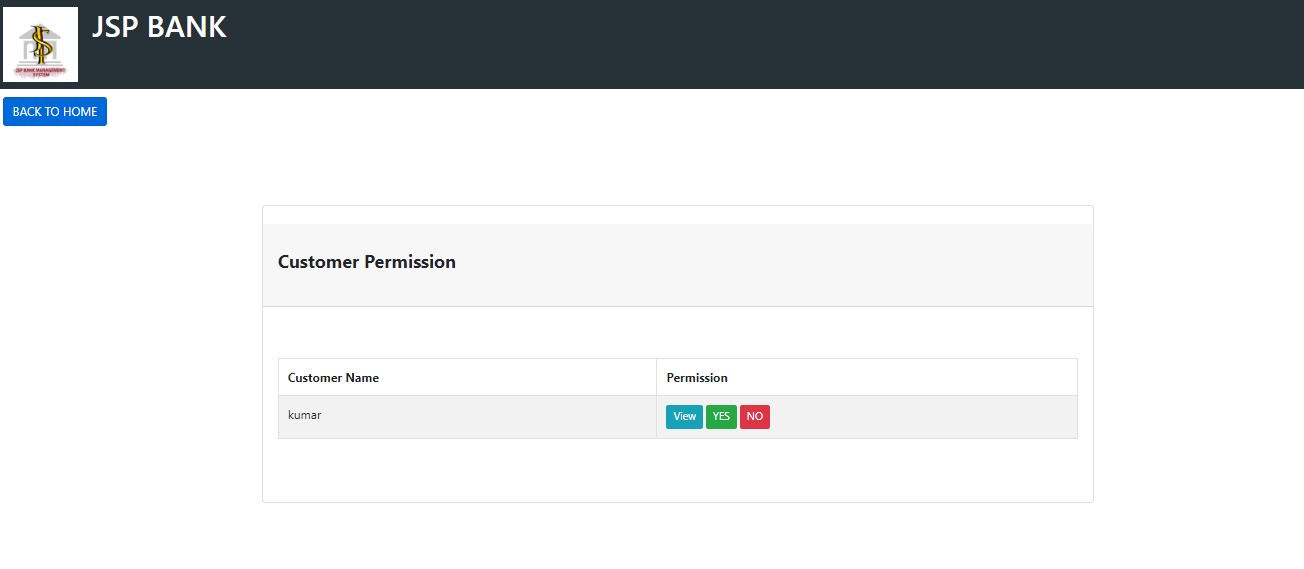 JSP BANK
JSP BANK MANAGEMENT
SYSTEM
BACK TO HOME
Customer Permission
Customer Name Permission
kumar View YES NO